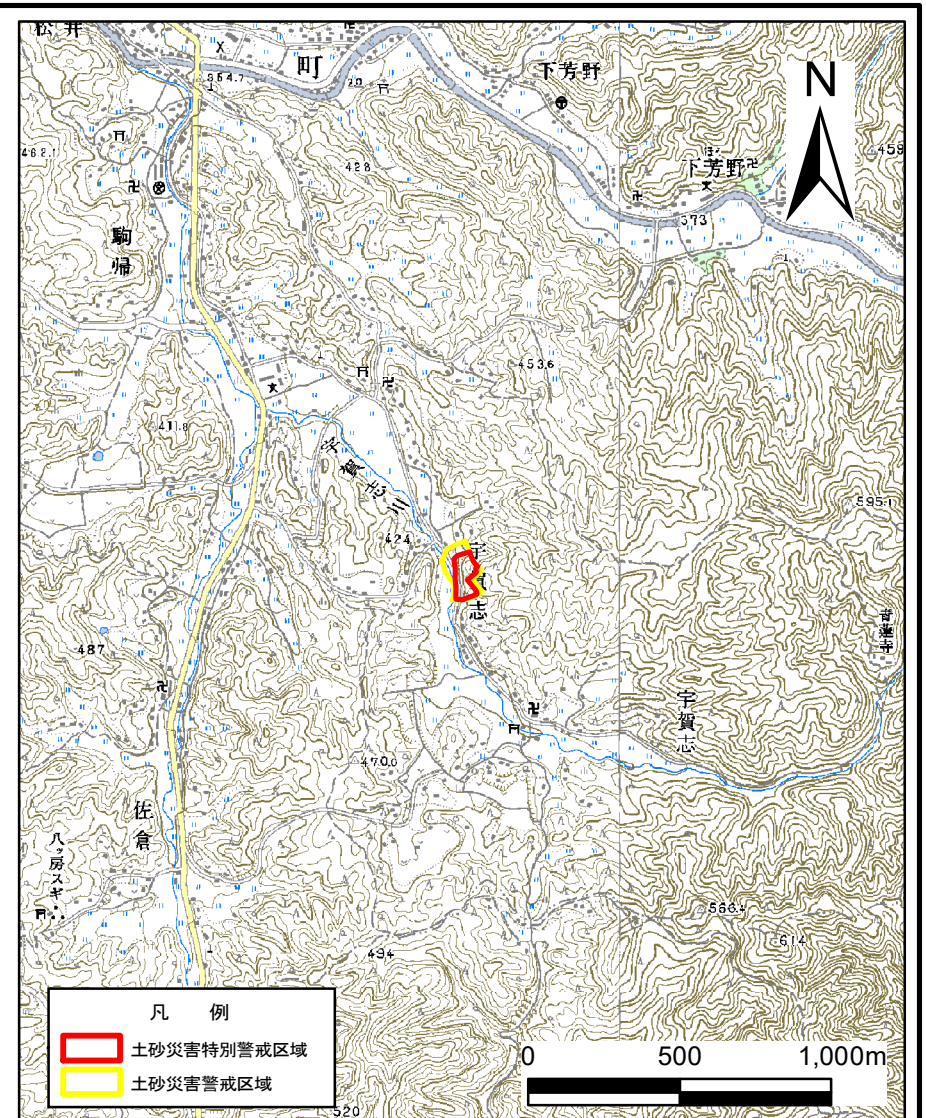 松井
町
354.7
下芳野
N
462.1
428
下芳野
459
373
駒帰
453.6
411.8
宇賀志川
424
595.1
宇賀志
487
青蓮寺
宇賀志
470.0
佐倉
八ッ房スギ
566.4
614
494
520
凡 例
土砂災害特別警戒区域
土砂災害警戒区域
0 500 1,000m